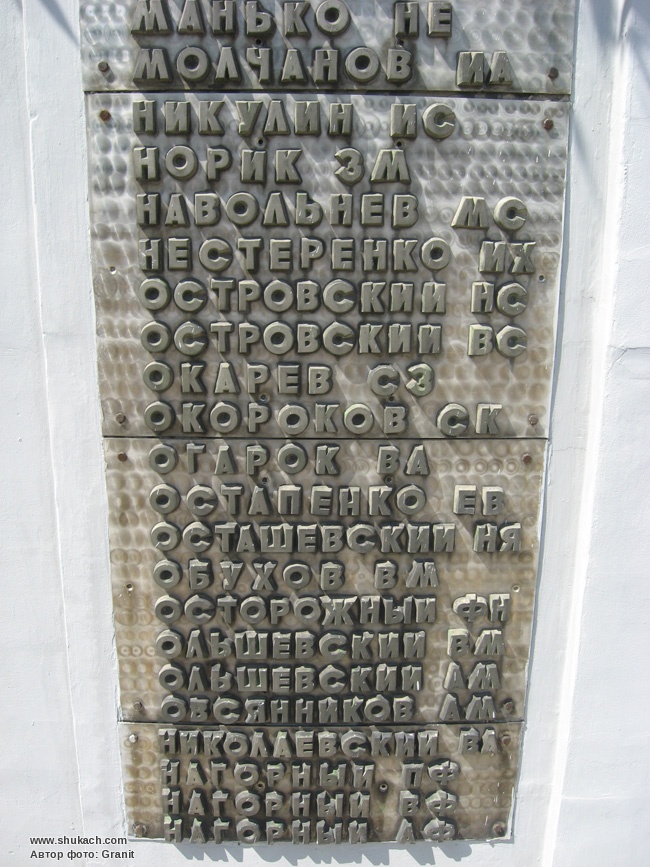 МАНЬКО НЕ
МОЛЧАНОВ ИА
НИКУЛИН ИС
НОРИК ЗМ
НАВОЛЬНЕВ МС
НЕСТЕРЕНКО ИХ
ОСТРОВСКИЙ НС
ОСТРОВСКИЙ ВС
ОКАРЕВ СЗ
ОКОРОКОВ СК
ОГАРОК ВА
ОСТАПЕНКО ЕВ
ОСТАШЕВСКИЙ НЯ
ОБУХОВ ВМ
ОСТОРОЖНЫЙ ФН
ОЛЬШЕВСКИЙ ВМ
ОЛЬШЕВСКИЙ АМ
ОВСЯННИКОВ АМ
НИКОЛАЕВСКИЙ ВА
НАГОРНЫЙ ПФ
НАГОРНЫЙ ВФ
НАГОРНЫЙ АФ
www.shukach.com
Автор фото: Granit